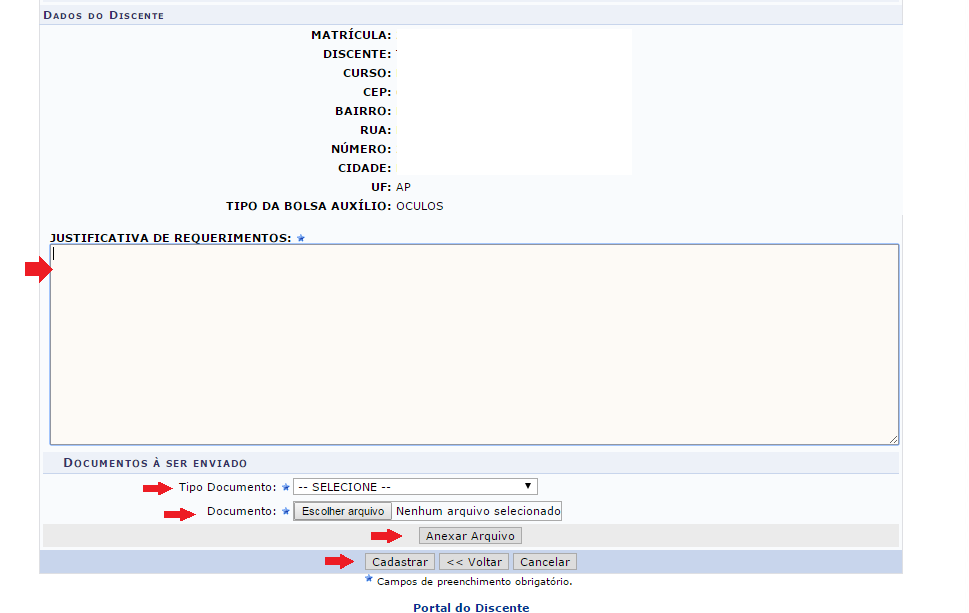 Dados do Discente
MATRÍCULA:
DISCENTE:
CURSO:
CEP:
BAIRRO:
RUA:
NÚMERO:
CIDADE:
UF: AP
TIPO DA BOLSA AUXÍLIO: OCULOS
JUSTIFICATIVA DE REQUERIMENTOS:
Documentos à ser enviado
Tipo Documento: -- SELECIONE --
Documento: Escolher arquivo Nenhum arquivo selecionado
Anexar Arquivo
Cadastrar << Voltar Cancelar
Campos de preenchimento obrigatório.
Portal do Discente